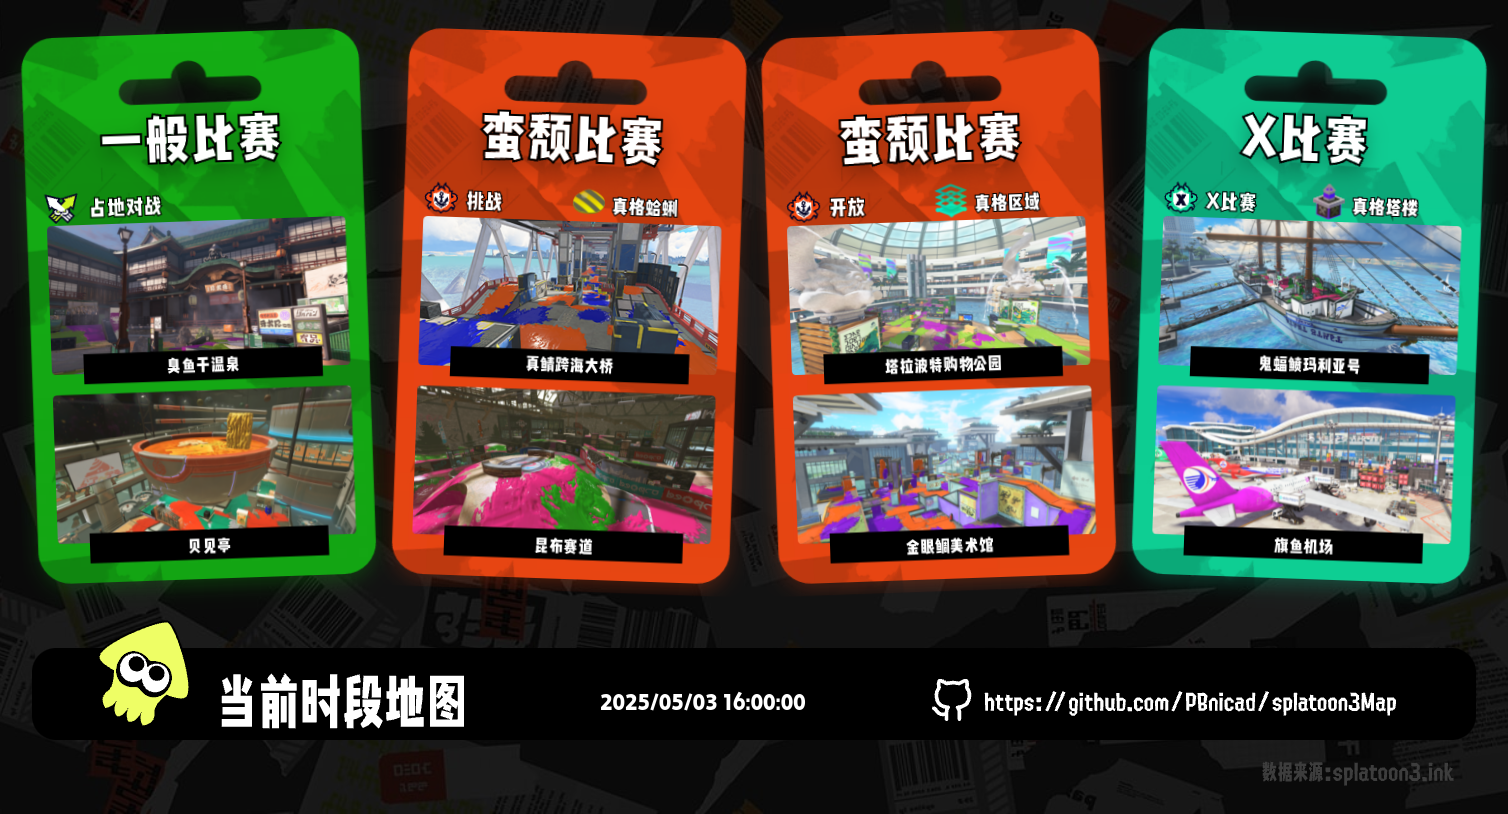 一般比赛
占地对战
臭鱼干温泉
贝见亭
蛮颓比赛
挑战
真格蛤蜊
真鲭跨海大桥
昆布赛道
蛮颓比赛
开放
真格区域
塔拉波特购物公园
金眼鲷美术馆
X比赛
X比赛
真格塔楼
鬼蝠鲼玛利亚号
旗鱼机场
当前时段地图
2025/05/03 16:00:00
https://github.com/PBnicad/splatoon3Map
数据来源:splatoon3.ink